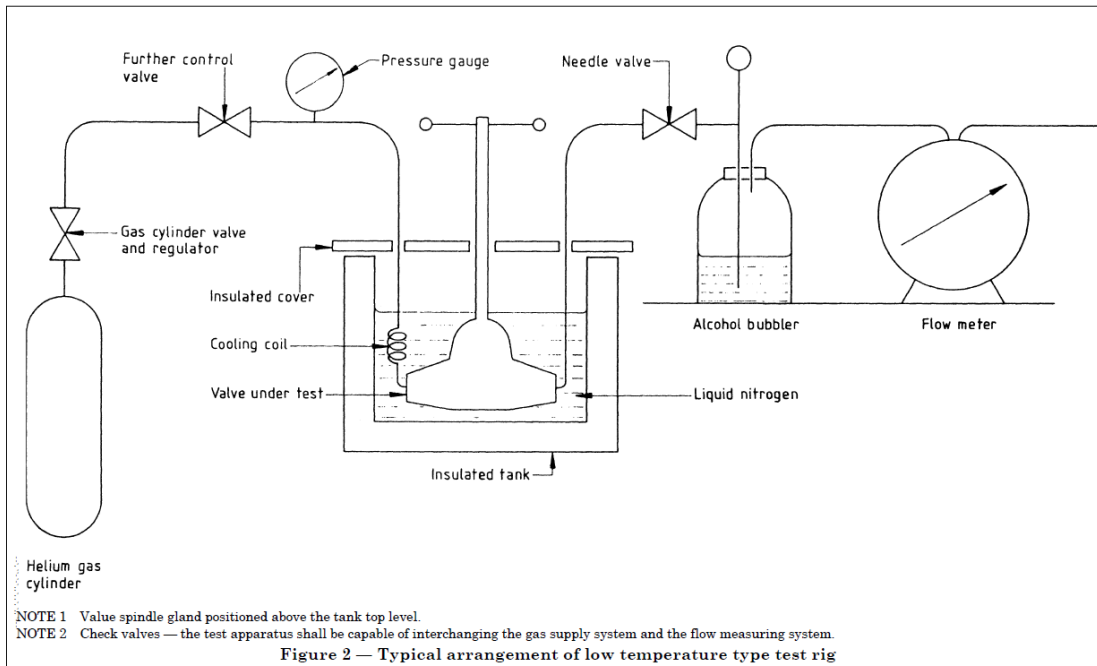 Further control
valve
Pressure gauge
Needle valve
Gas cylinder valve
and regulator
Insulated cover
Cooling coil
Valve under test
Alcohol bubbler
Flow meter
Liquid nitrogen
Insulated tank
Helium gas
cylinder
NOTE 1 Value spindle gland positioned above the tank top level.
NOTE 2 Check valves — the test apparatus shall be capable of interchanging the gas supply system and the flow measuring system.
Figure 2 — Typical arrangement of low temperature type test rig